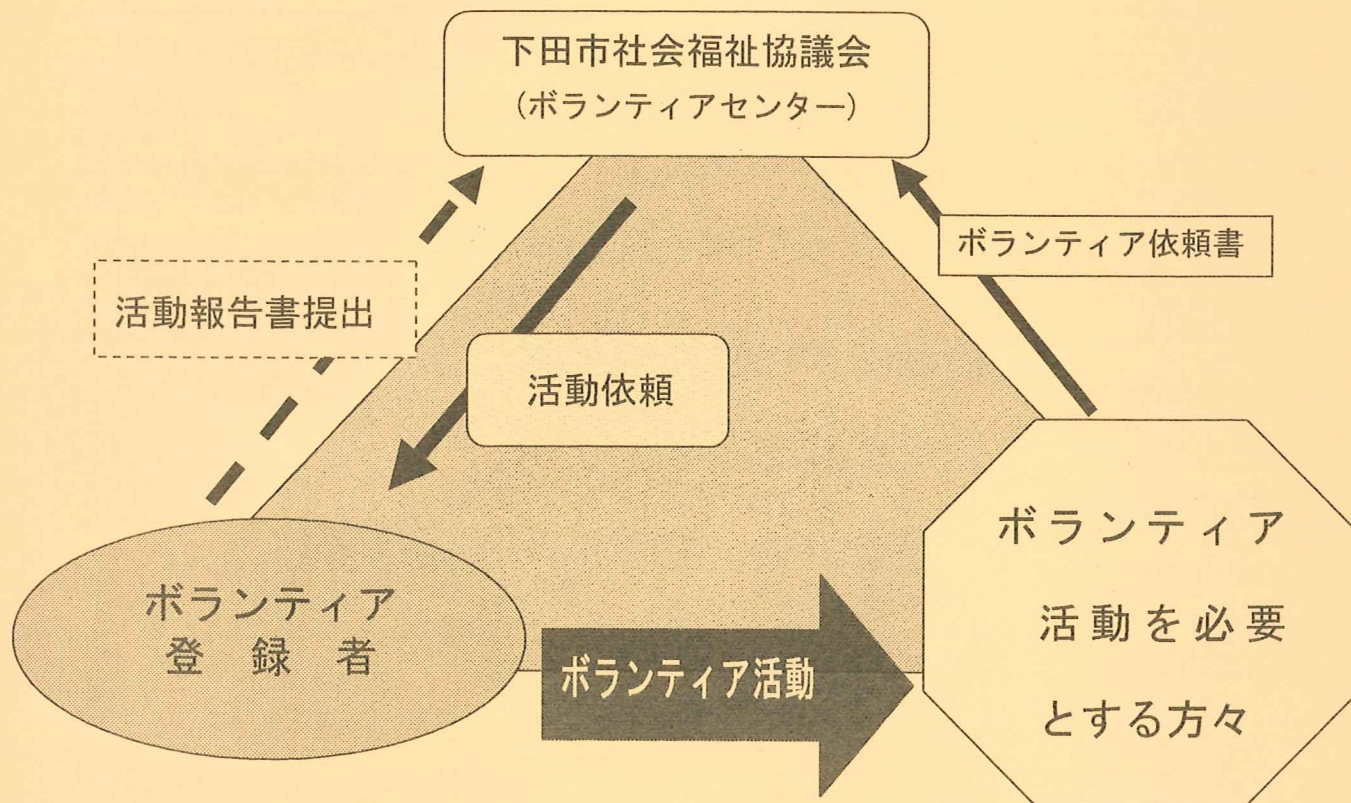 下田市社会福祉協議会
(ボランティアセンター)
ボランティア依頼書
活動報告書提出
活動依頼
ボランティア
登録者
ボランティア活動
ボランティア
活動を必要
とする方々